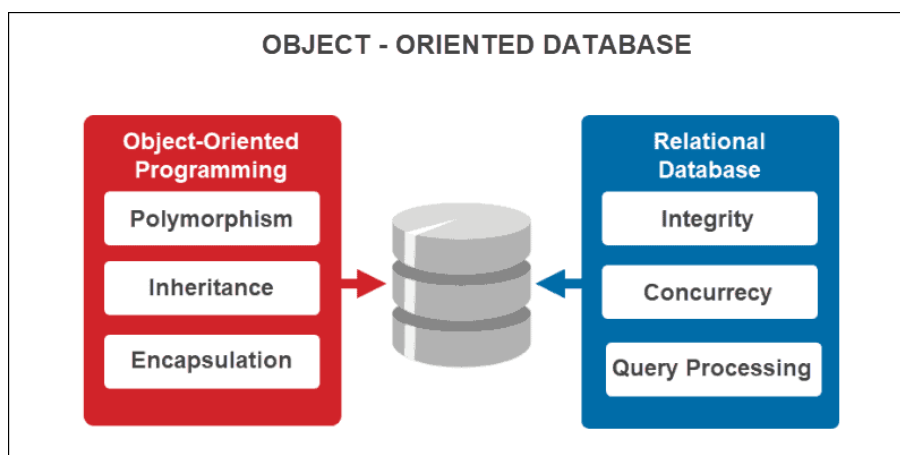 OBJECT - ORIENTED DATABASE
Object-Oriented
Programming
Polymorphism
Inheritance
Encapsulation
Relational
Database
Integrity
Concurrecy
Query Processing